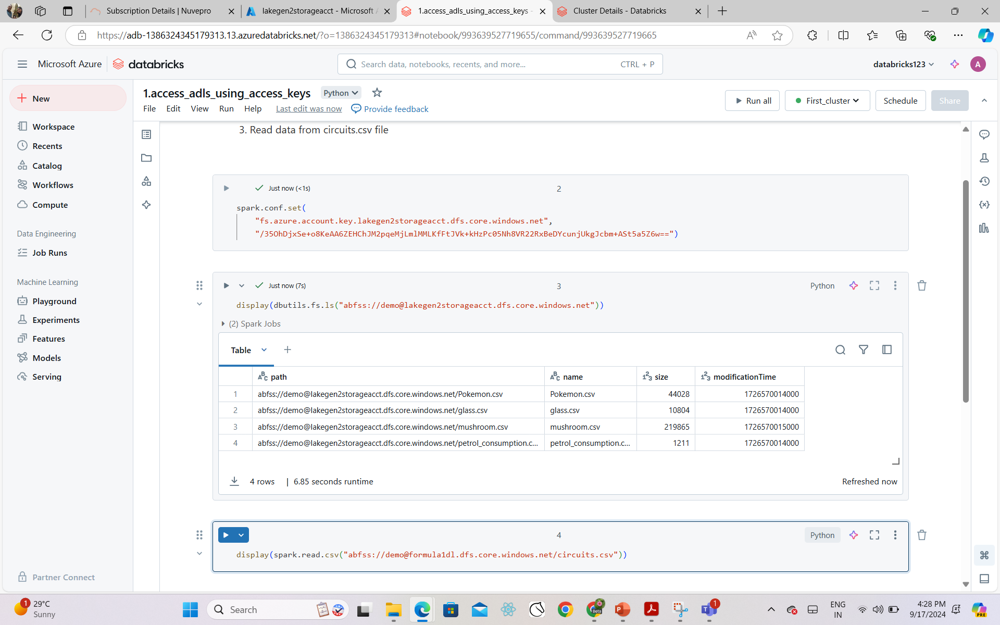 Subscription Details | Nuvepro
lakegen2storageacct - Microsoft A
1.access_adls_using_access_keys -
Cluster Details - Databricks
https://adb-1386324345179313.13.azuredatabricks.net/?o=1386324345179313#notebook/993639527719655/command/993639527719665
Microsoft Azure
databricks
Search data, notebooks, recents, and more...
CTRL + P
databricks123
A
New
1.access_adls_using_access_keys
Python
Run all
First_cluster
Schedule
Share
File Edit View Run Help Last edit was now Provide feedback
Workspace
Recents
Catalog
Workflows
Compute
Data Engineering
Job Runs
Machine Learning
Playground
Experiments
Features
Models
Serving
Partner Connect
3. Read data from circuits.csv file
Just now (<1s)
2
spark.conf.set(
"fs.azure.account.key.lakegen2storageacct.dfs.core.windows.net",
"/35OhDjxSe+o8KeAA6ZEHChJM2pqeMjLmlMMLKfFtJVk+kHzPc05Nh8VR22RxBeDYcunjUkgJcbm+ASt5a5Z6w==")
Just now (7s)
3
Python
display(dbutils.fs.ls("abfss://demo@lakegen2storageacct.dfs.core.windows.net"))
(2) Spark Jobs
Table
path name size modificationTime
1 abfss://demo@lakegen2storageacct.dfs.core.windows.net/Pokemon.csv Pokemon.csv 44028 1726570014000
2 abfss://demo@lakegen2storageacct.dfs.core.windows.net/glass.csv glass.csv 10804 1726570014000
3 abfss://demo@lakegen2storageacct.dfs.core.windows.net/mushroom.csv mushroom.csv 219865 1726570015000
4 abfss://demo@lakegen2storageacct.dfs.core.windows.net/petrol_consumption.c... petrol_consumption.c... 1211 1726570014000
4 rows | 6.85 seconds runtime
Refreshed now
4
Python
display(spark.read.csv("abfss://demo@formula1dl.dfs.core.windows.net/circuits.csv"))
1
29°C
Sunny
Search
Beta
1
ENG
IN
4:28 PM
9/17/2024
PRE